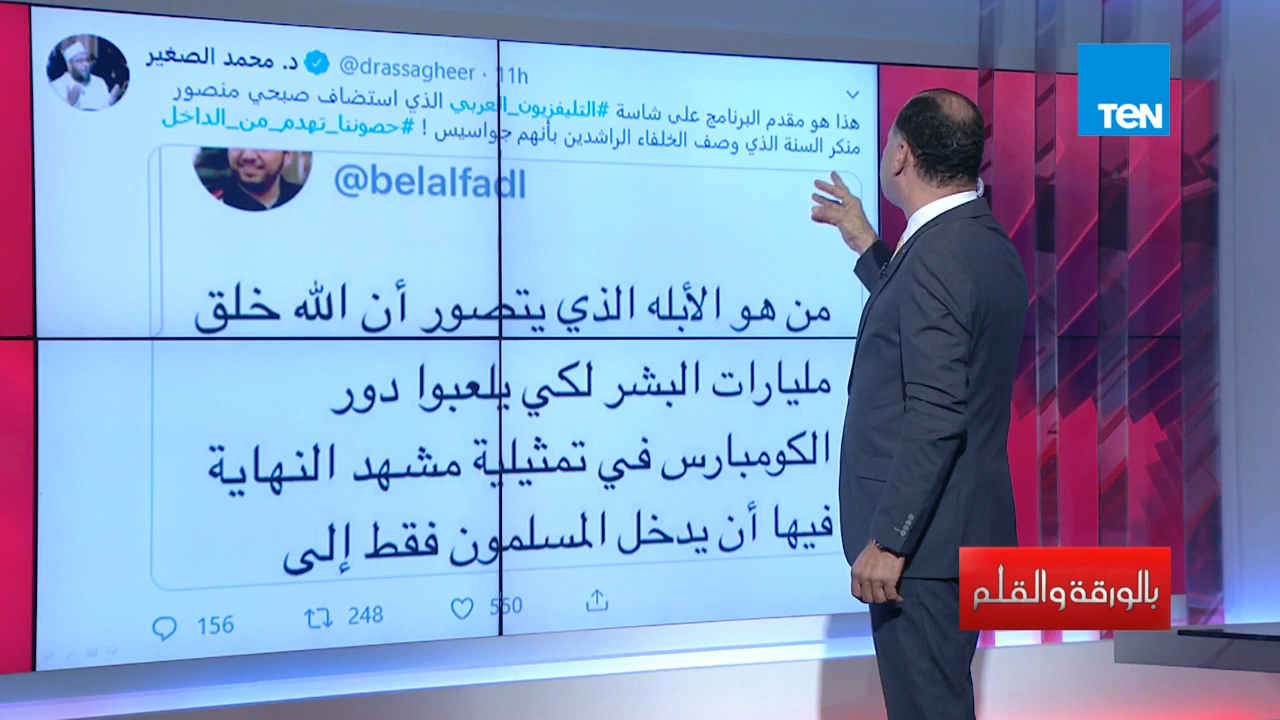 د. محمد الصغير @drassagheer · 11h
هذا هو مقدم البرنامج على شاسة #التليفزيون_العربي الذي استضاف صبحي منصور
منكر السنة الذي وصف الخلفاء الراشدين بأنهم جواسيس ! #حصوننا_تهدم_من_الداخل
@belalfadl
من هو الأبله الذي يتصور أن الله خلق
مليارات البشر لكي يلعبوا دور
الكومبارس في تمثيلية مشهد النهاية
فيها أن يدخل المسلمون فقط إلى
156 248 550
TEN
بالورقة والقلم